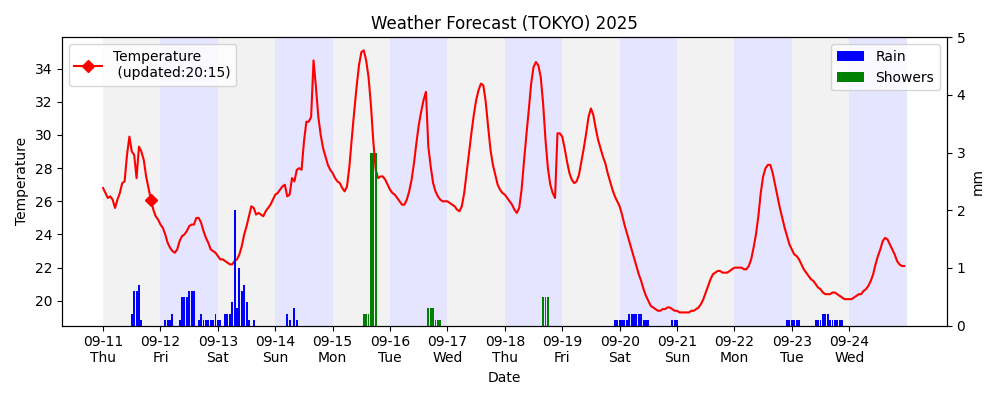 Weather Forecast (TOKYO) 2025
Temperature
(updated:20:15)
Rain
Showers
Temperature
34
32
30
28
26
24
22
20
5
4
3
2
1
0
mm
09-11 09-12 09-13 09-14 09-15 09-16 09-17 09-18 09-19 09-20 09-21 09-22 09-23 09-24
Thu Fri Sat Sun Mon Tue Wed Thu Fri Sat Sun Mon Tue Wed
Date